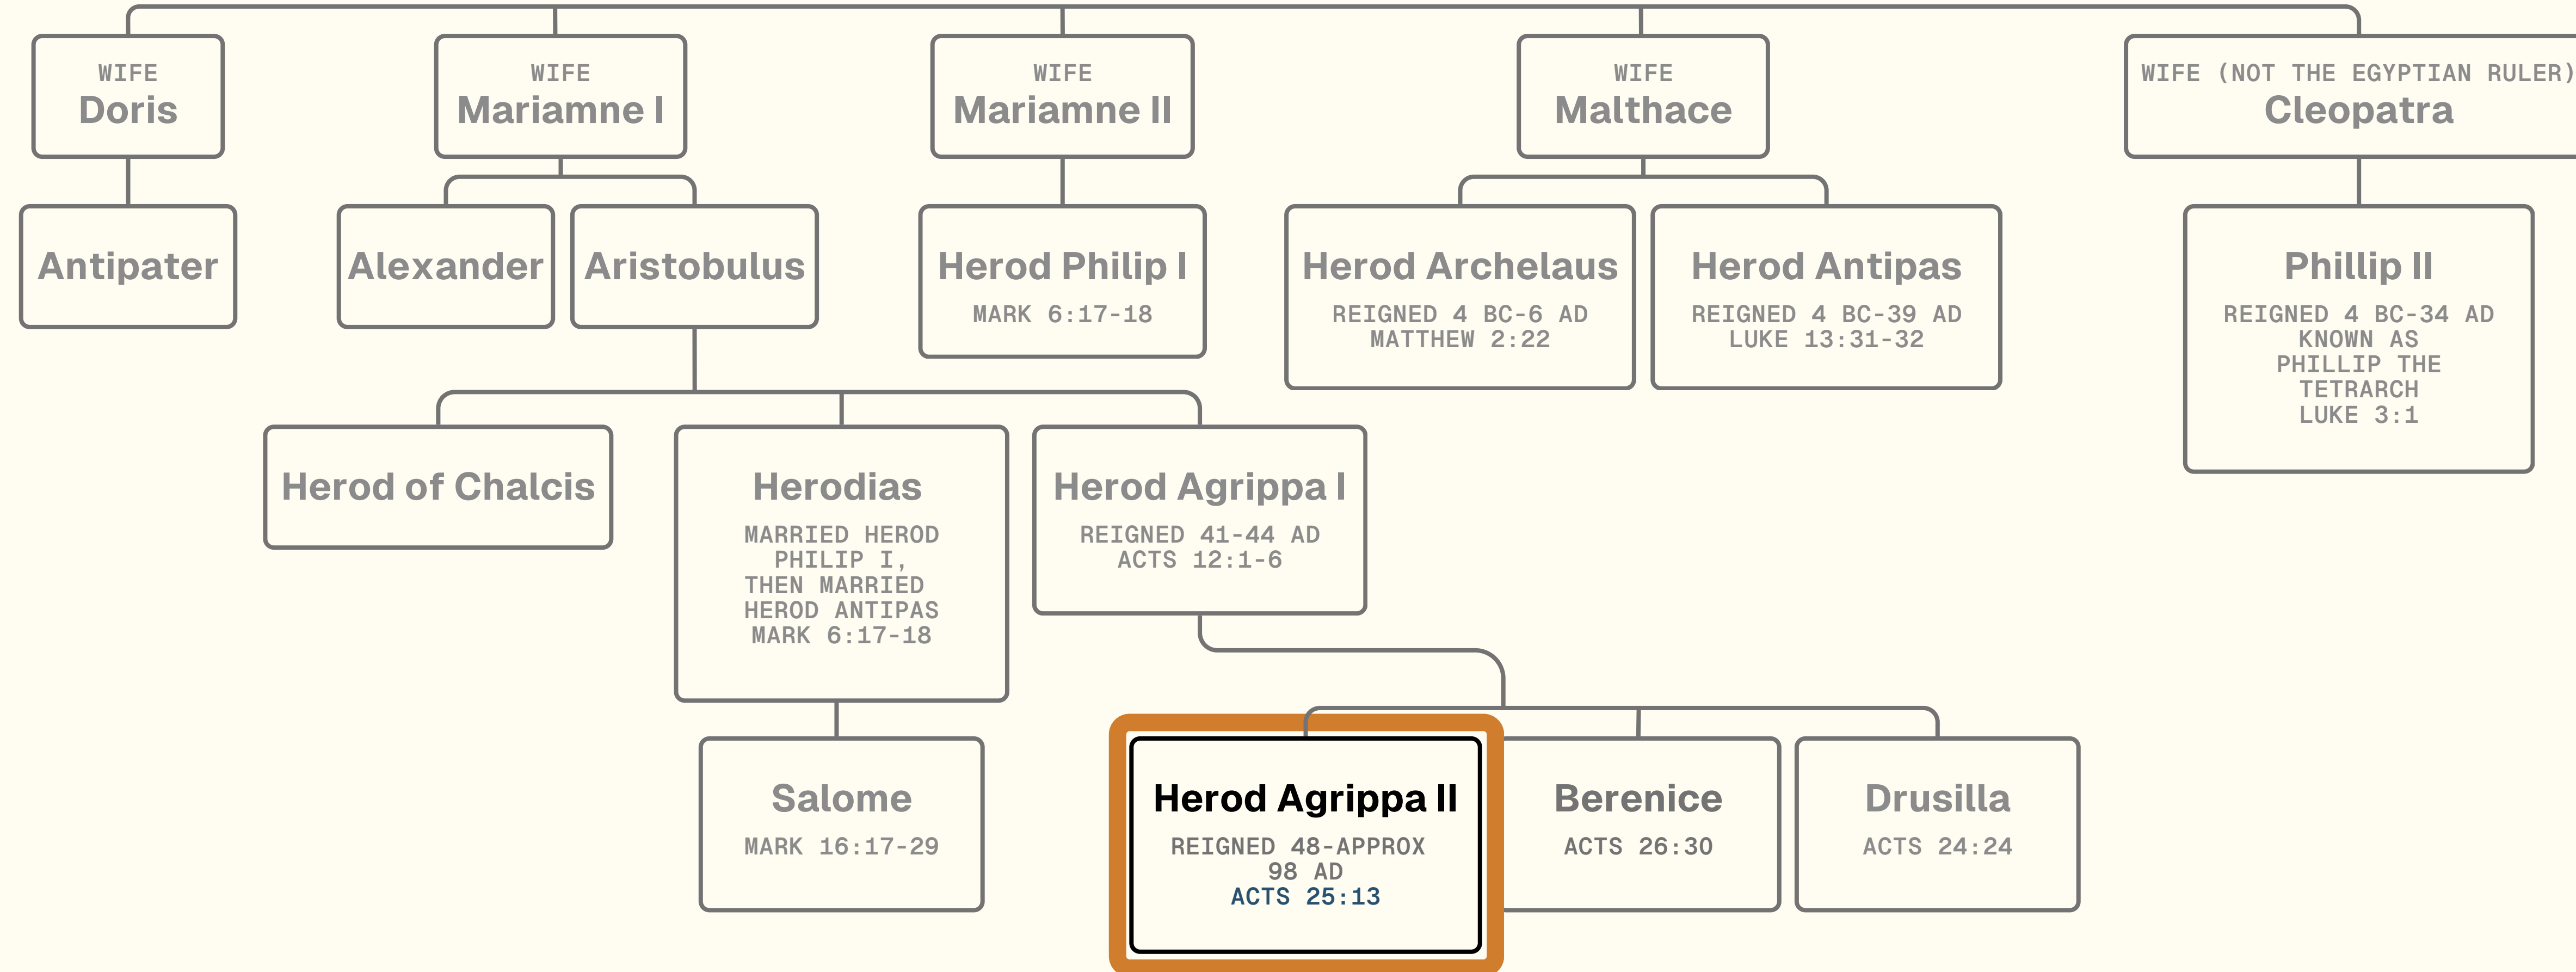 WIFE
Doris
WIFE
Mariamne I
WIFE
Mariamne II
WIFE
Malthace
WIFE (NOT THE EGYPTIAN RULER)
Cleopatra
Antipater
Alexander
Aristobulus
Herod Philip I
MARK 6:17-18
Herod Archelaus
REIGNED 4 BC-6 AD
MATTHEW 2:22
Herod Antipas
REIGNED 4 BC-39 AD
LUKE 13:31-32
Phillip II
REIGNED 4 BC-34 AD
KNOWN AS
PHILLIP THE
TETRARCH
LUKE 3:1
Herod of Chalcis
Herodias
MARRIED HEROD
PHILIP I,
THEN MARRIED
HEROD ANTIPAS
MARK 6:17-18
Herod Agrippa I
REIGNED 41-44 AD
ACTS 12:1-6
Salome
MARK 16:17-29
Herod Agrippa II
REIGNED 48-APPROX
98 AD
ACTS 25:13
Berenice
ACTS 26:30
Drusilla
ACTS 24:24